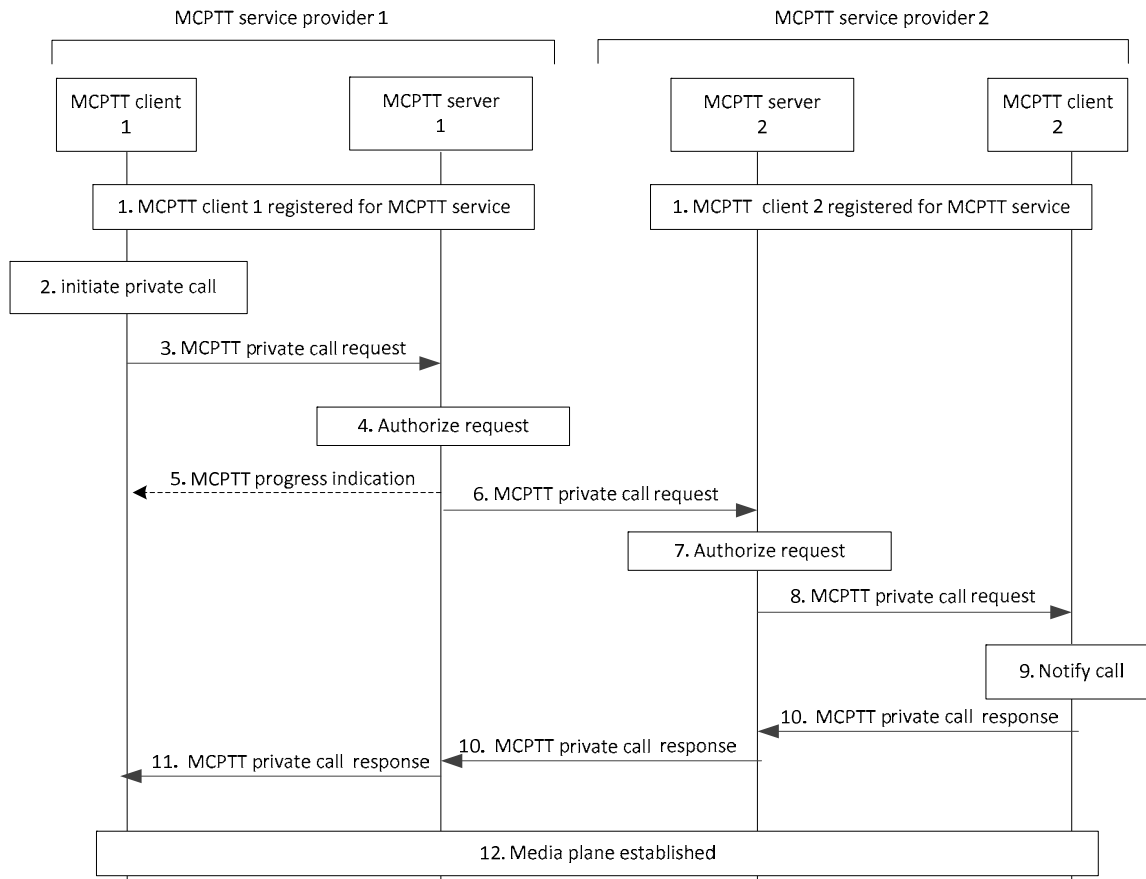 MCPTT service provider 1
MCPTT service provider 2
MCPTT client
1
MCPTT server
1
MCPTT server
2
MCPTT client
2
1. MCPTT client 1 registered for MCPTT service
1. MCPTT client 2 registered for MCPTT service
2. initiate private call
3. MCPTT private call request
4. Authorize request
5. MCPTT progress indication
6. MCPTT private call request
7. Authorize request
8. MCPTT private call request
9. Notify call
10. MCPTT private call response
10. MCPTT private call response
11. MCPTT private call response
12. Media plane established